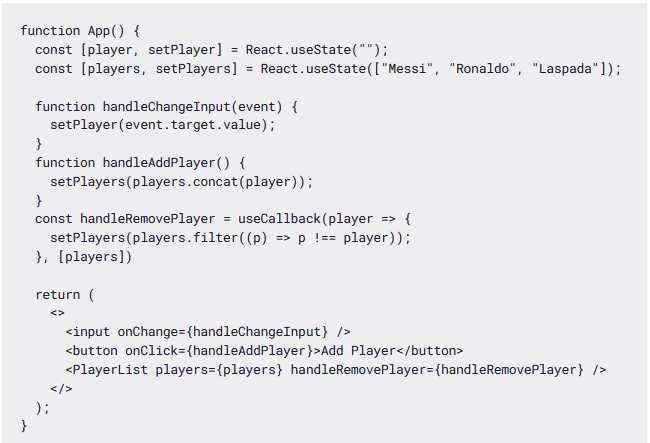 function App() {
  const [player, setPlayer] = React.useState("");
  const [players, setPlayers] = React.useState(["Messi", "Ronaldo", "Laspada"]);

  function handleChangeInput(event) {
    setPlayer(event.target.value);
  }
  function handleAddPlayer() {
    setPlayers(players.concat(player));
  }
  const handleRemovePlayer = useCallback(player => {
    setPlayers(players.filter((p) => p !== player));
  }, [players])

  return (
    <>
      <input onChange={handleChangeInput} />
      <button onClick={handleAddPlayer}>Add Player</button>
      <PlayerList players={players} handleRemovePlayer={handleRemovePlayer} />
    </>
  );
}